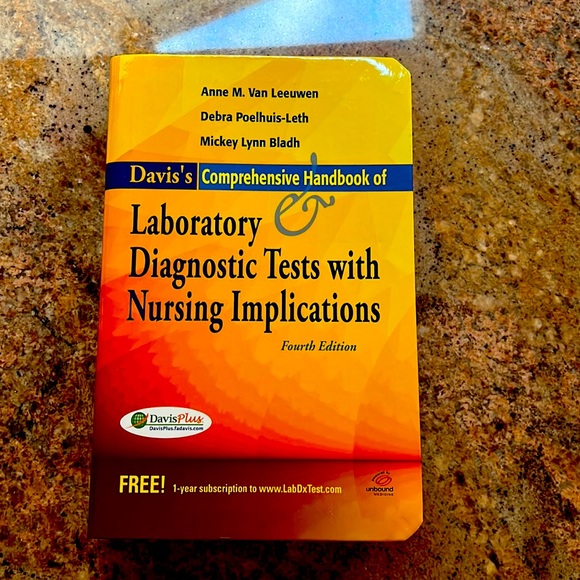 Anne M. Van Leeuwen
Debra Poelhuis-Leth
Mickey Lynn Bladh
Davis's Comprehensive Handbook of
Laboratory &
Diagnostic Tests with
Nursing Implications
Fourth Edition
DavisPlus
DavisPlus.fadavis.com
FREE! 1-year subscription to www.LabDxTest.com
unbound
MEDICINE